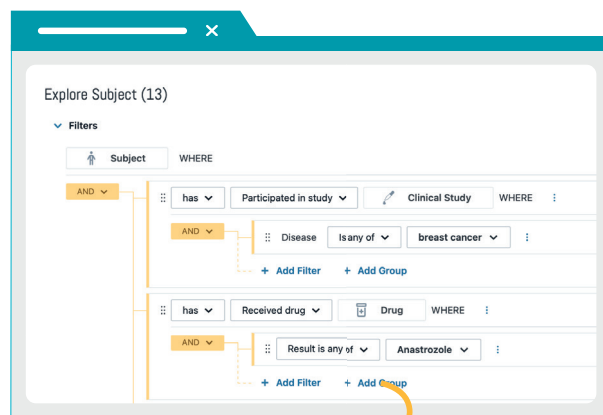 Explore Subject (13)
Filters
Subject WHERE
AND has Participated in study Clinical Study WHERE
AND Disease Is any of breast cancer
+ Add Filter + Add Group
has Received drug Drug WHERE
AND Result is any of Anastrozole
+ Add Filter + Add Group